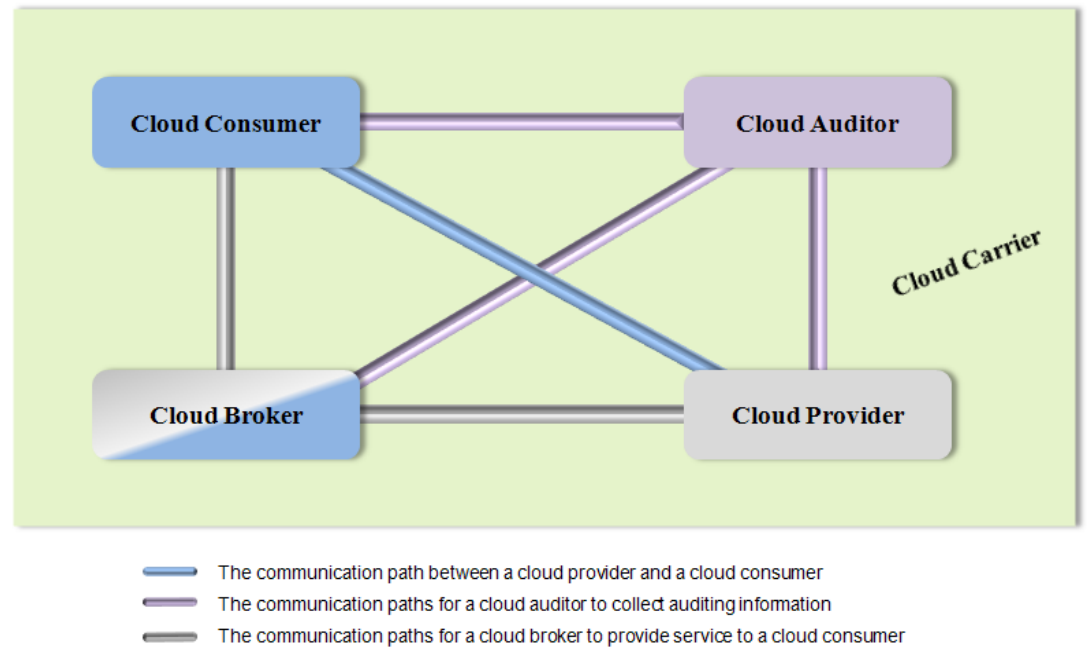 Cloud Consumer
Cloud Auditor
Cloud Carrier
Cloud Broker
Cloud Provider
The communication path between a cloud provider and a cloud consumer
The communication paths for a cloud auditor to collect auditing information
The communication paths for a cloud broker to provide service to a cloud consumer